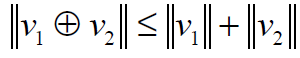 ‖v₁ ⊕ v₂‖ ≤ ‖v₁‖ + ‖v₂‖